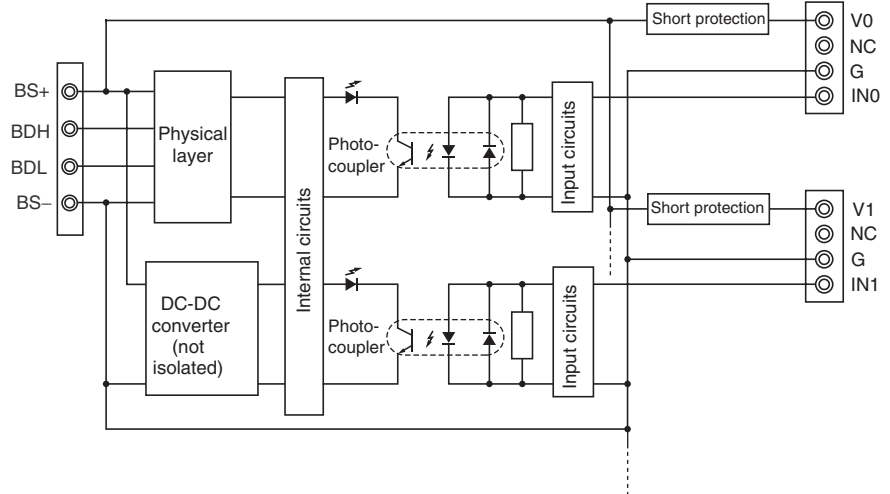 Short protection
V0
NC
G
IN0
BS+
BDH
BDL
BS−
Physical
layer
Internal circuits
Photo-
coupler
Input circuits
Short protection
V1
NC
G
IN1
DC-DC
converter
(not
isolated)
Photo-
coupler
Input circuits